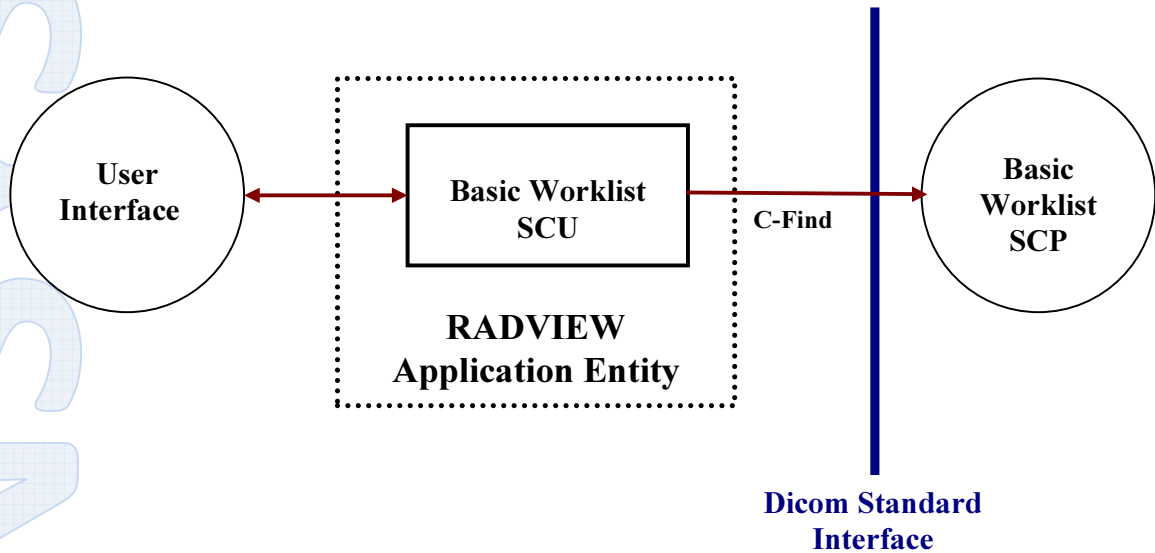 User
Interface
Basic Worklist
SCU
C-Find
Basic
Worklist
SCP
RADVIEW
Application Entity
Dicom Standard
Interface